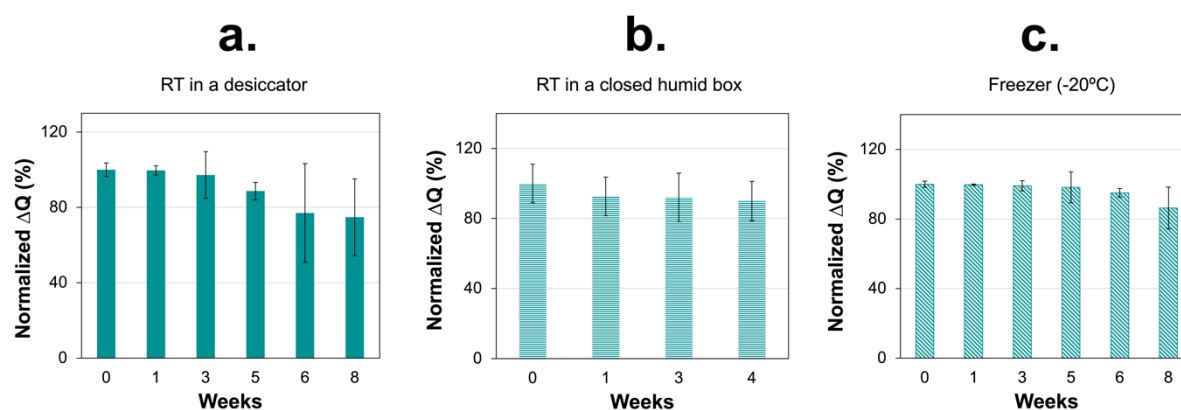 a.
RT in a desiccator
Normalized ΔQ (%)
120
80
40
0
0 1 3 5 6 8
Weeks
b.
RT in a closed humid box
Normalized ΔQ (%)
120
80
40
0
0 1 3 4
Weeks
c.
Freezer (-20ºC)
Normalized ΔQ (%)
120
80
40
0
0 1 3 5 6 8
Weeks